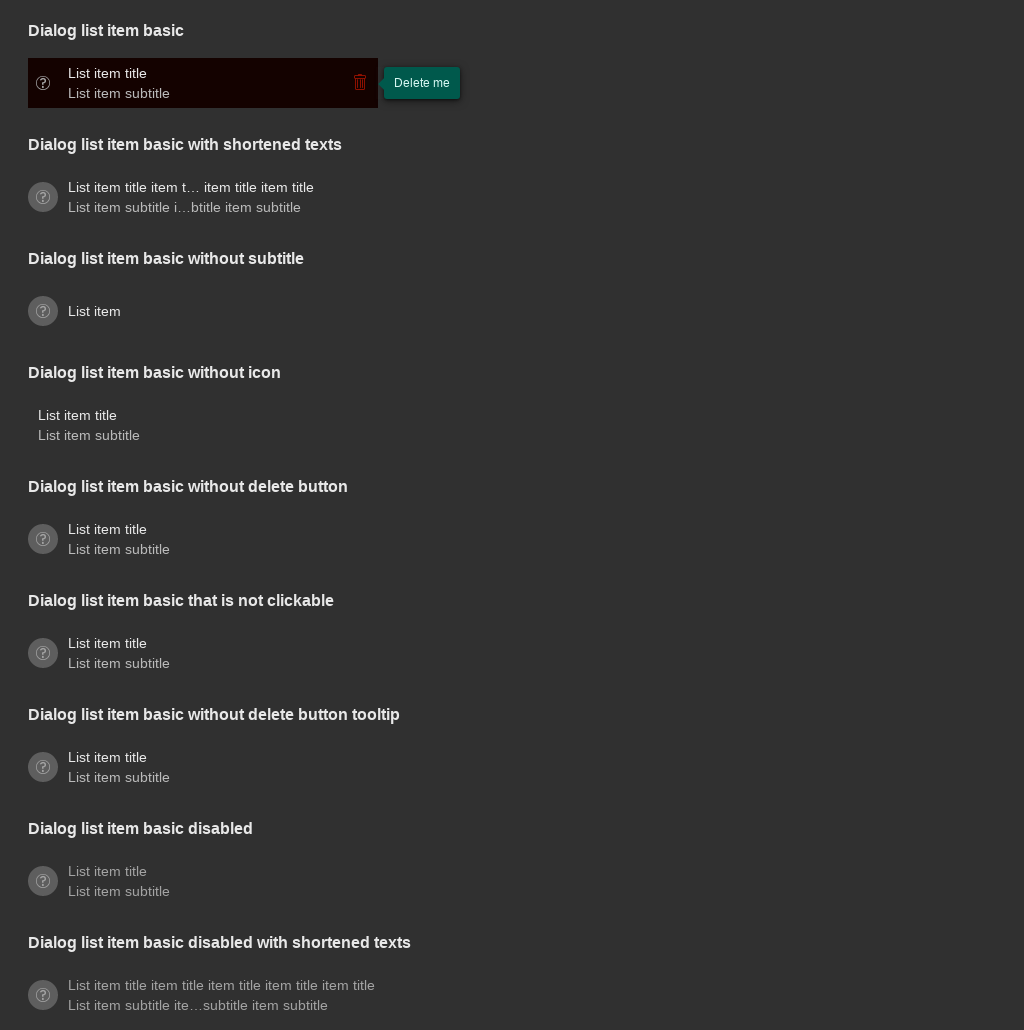 Dialog list item basic
List item title
List item subtitle
Delete me
Dialog list item basic with shortened texts
List item title item t… item title item title
List item subtitle i…btitle item subtitle
Dialog list item basic without subtitle
List item
Dialog list item basic without icon
List item title
List item subtitle
Dialog list item basic without delete button
List item title
List item subtitle
Dialog list item basic that is not clickable
List item title
List item subtitle
Dialog list item basic without delete button tooltip
List item title
List item subtitle
Dialog list item basic disabled
List item title
List item subtitle
Dialog list item basic disabled with shortened texts
List item title item title item title item title item title
List item subtitle ite…subtitle item subtitle